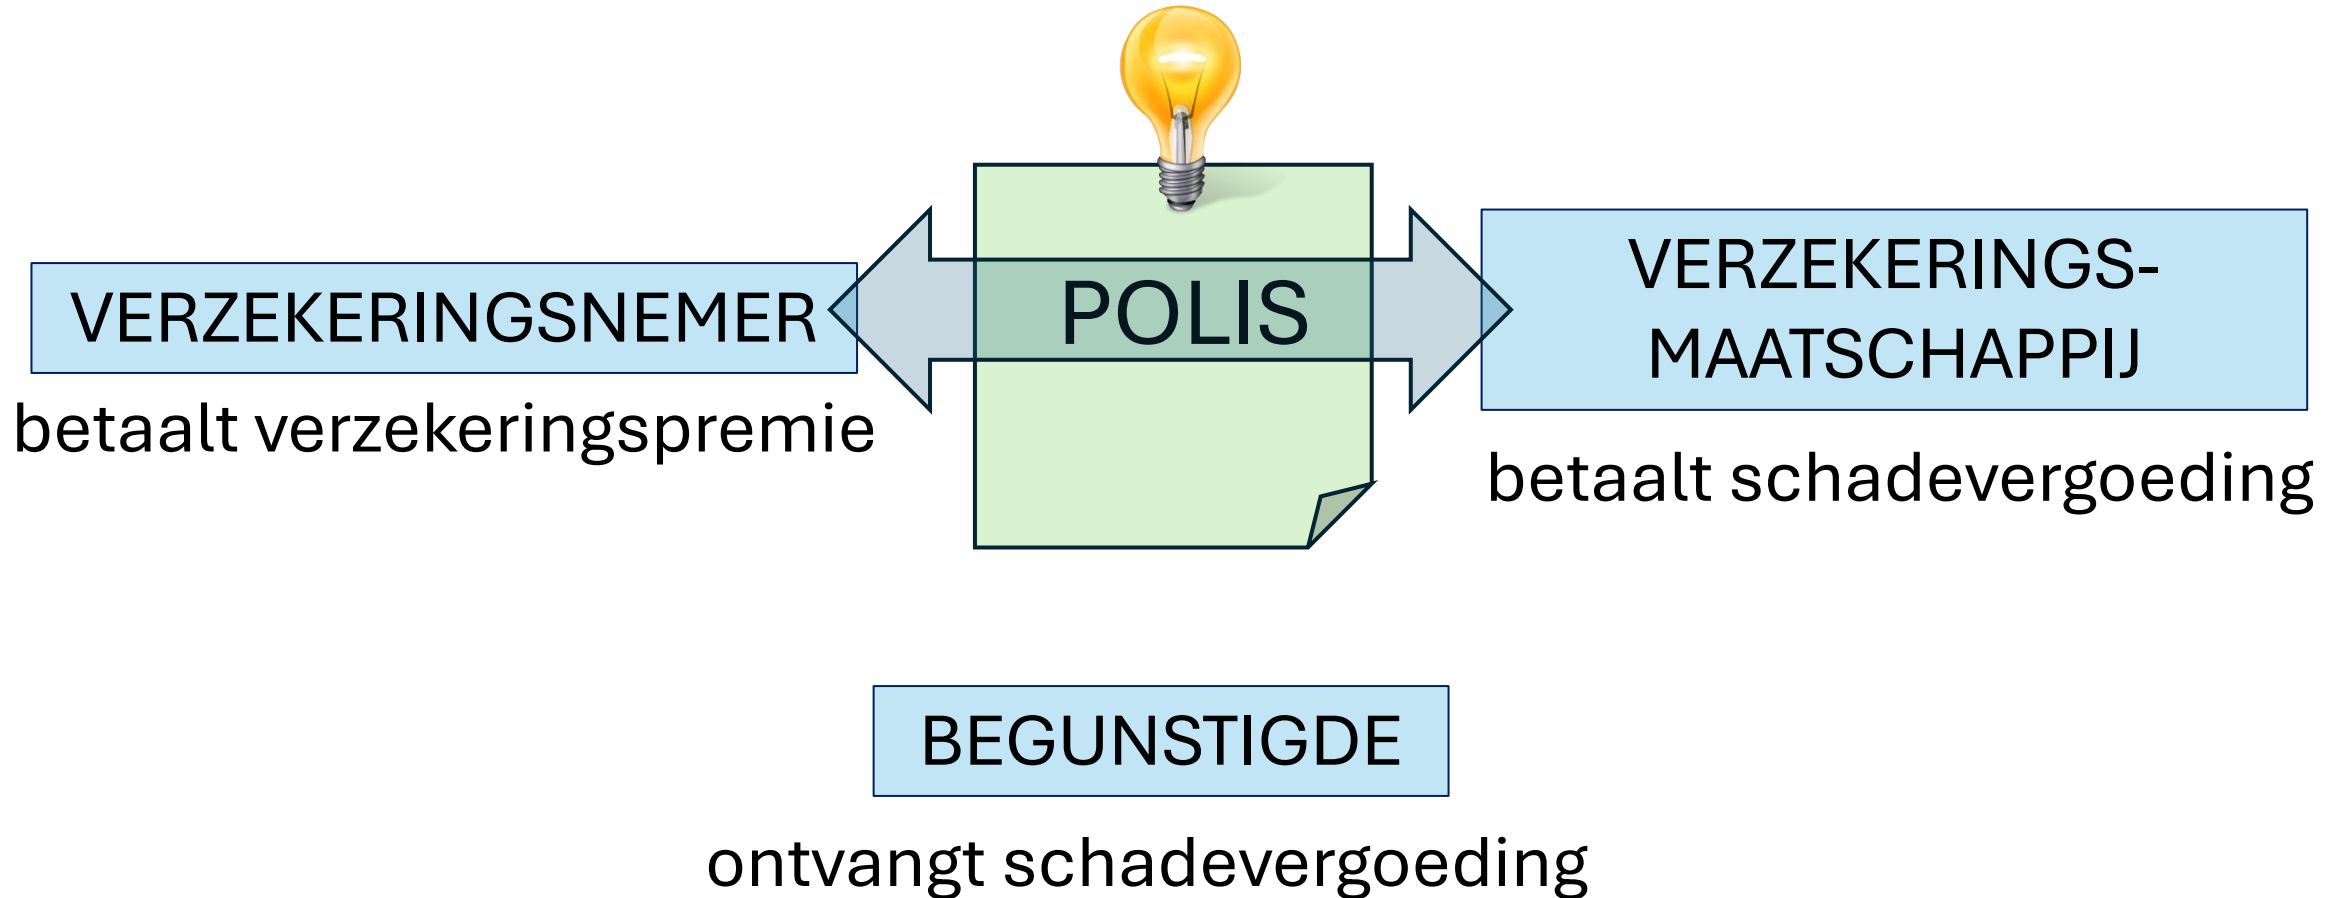 VERZEKERINGSNEMER
betaalt verzekeringspremie
POLIS
VERZEKERINGS-
MAATSCHAPPIJ
betaalt schadevergoeding
BEGUNSTIGDE
ontvangt schadevergoeding